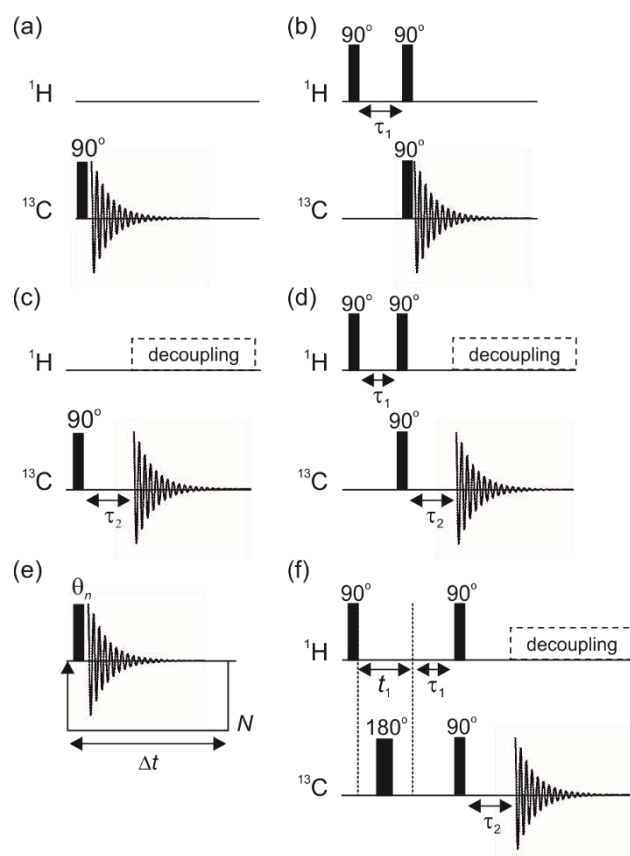 (a)
¹H
90°
¹³C
(b)
90° 90°
¹H
τ₁
90°
¹³C
(c)
¹H
decoupling
90°
¹³C
τ₂
(d)
90° 90°
¹H
decoupling
τ₁
90°
¹³C
τ₂
(e)
θₙ
N
Δt
(f)
90° 90°
¹H
decoupling
t₁ τ₁
180° 90°
¹³C
τ₂